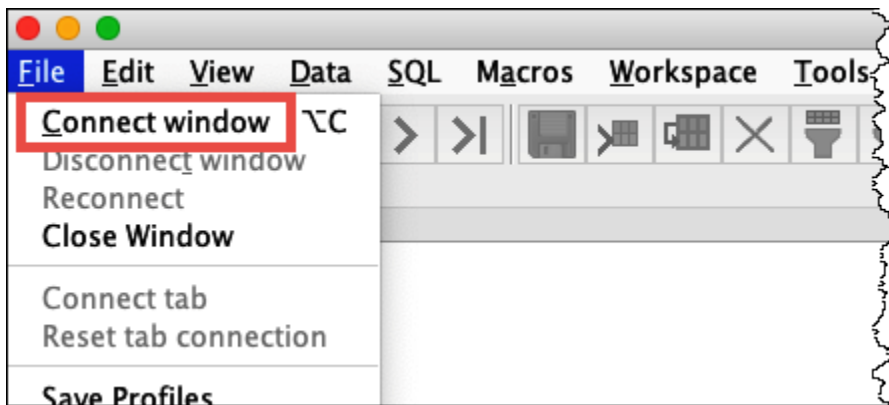 File Edit View Data SQL Macros Workspace Tools
Connect window ⌥C
Disconnect window
Reconnect
Close Window
Connect tab
Reset tab connection
Save Profiles